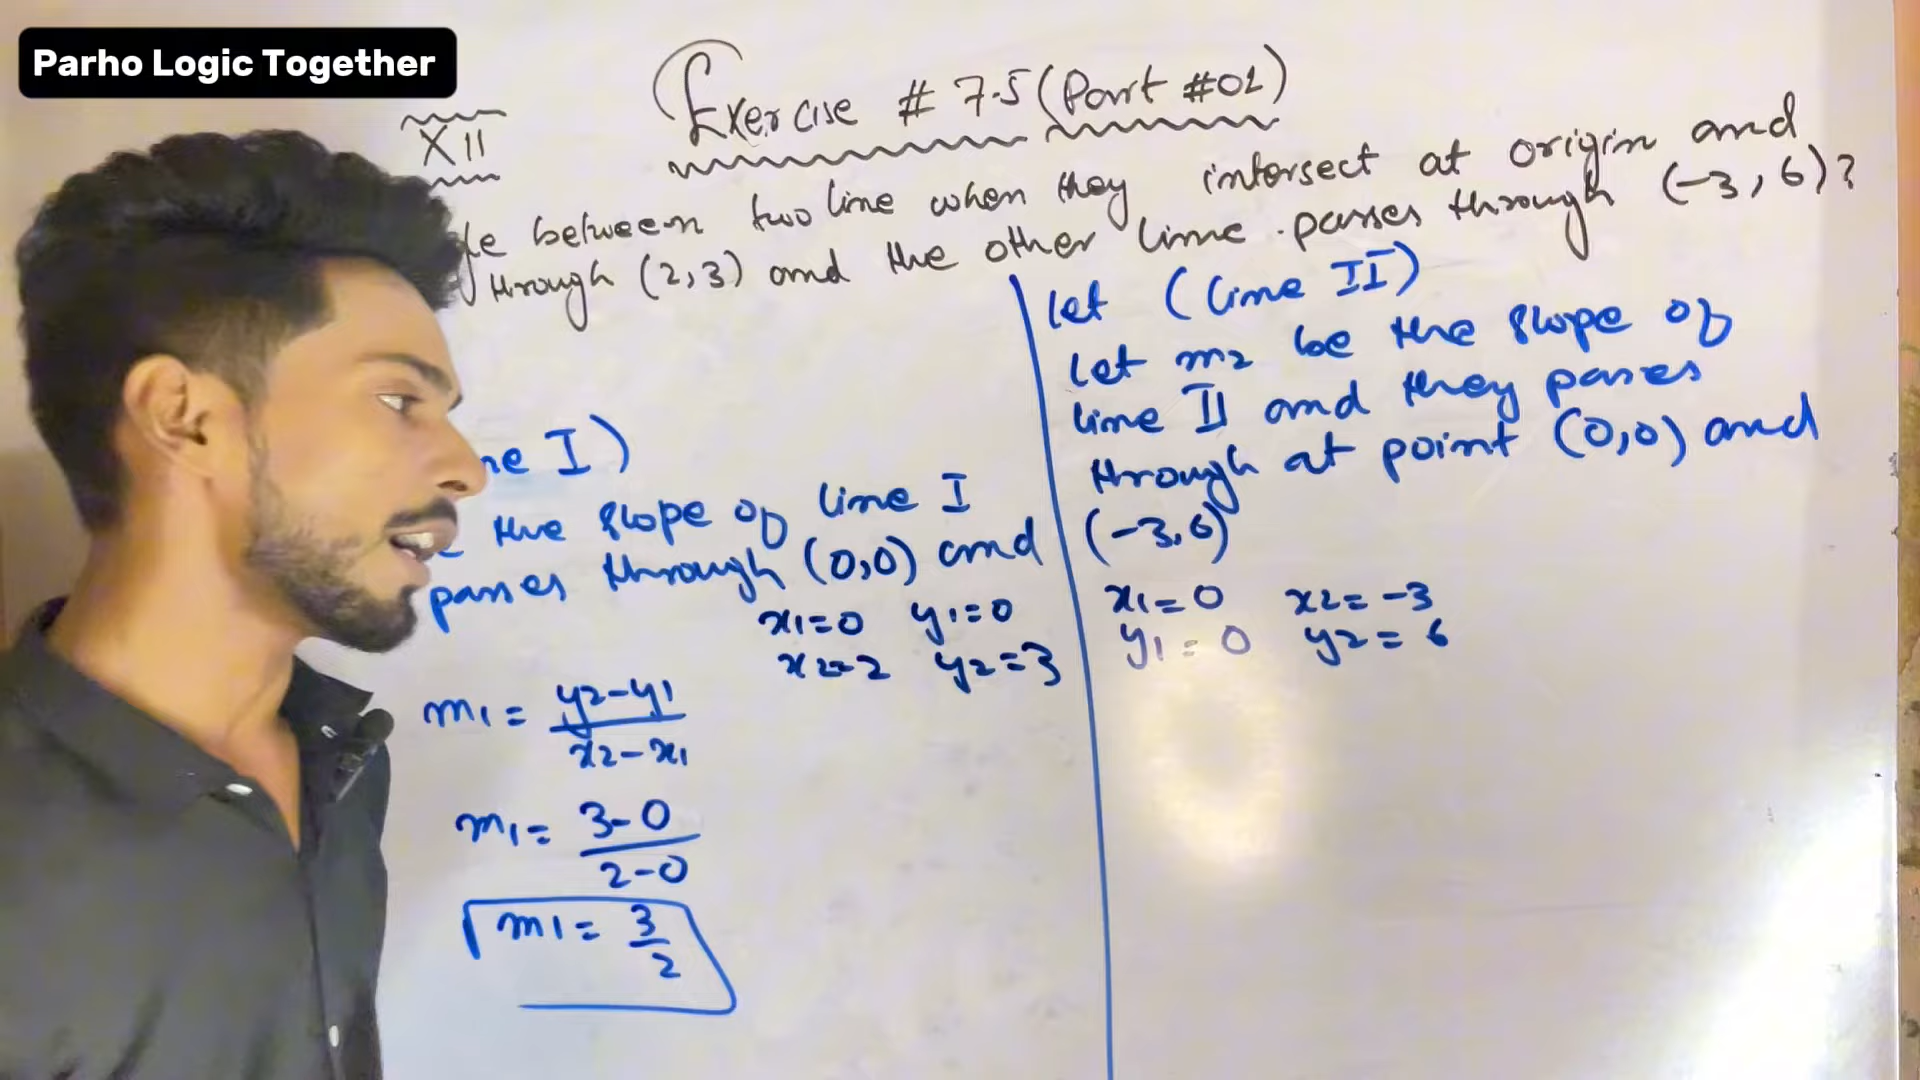 Parho Logic Together
XII
Exercise # 7.5 (Part #01)
between two line when they intersect at origin and
through (2,3) and the other line passes through (-3,6)?
I)
the slope of line I
passes through (0,0) and
x1=0 y1=0
x2=2 y2=3
m1= y2-y1
x2-x1
m1= 3-0
2-0
m1= 3
2
let (line II)
let m2 be the slope of
line II and they passes
through at point (0,0) and
(-3,6)
x1=0 x2=-3
y1=0 y2=6